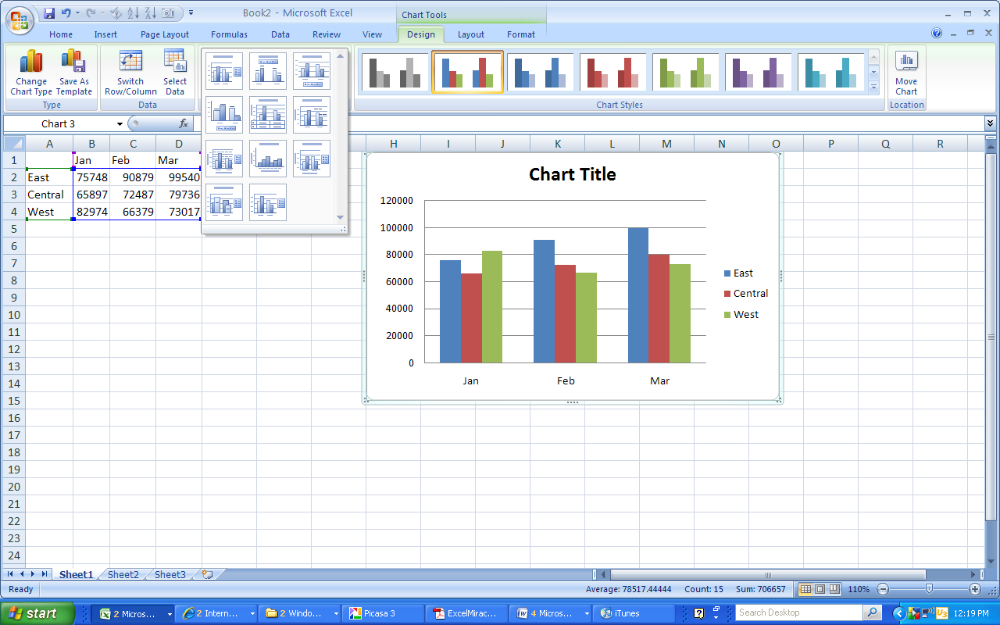 Book2 - Microsoft Excel
Chart Tools
Home Insert Page Layout Formulas Data Review View Design Layout Format
Change Chart Type
Save As Template
Switch Row/Column
Select Data
Move Chart
Type Data Chart Styles Location
Chart 3 fx
A B C D H I J K L M N O P Q R
1 Jan Feb Mar
2 East 75748 90879 99540
3 Central 65897 72487 79736
4 West 82974 66379 73017
5
6
7
8
9
10
11
12
13
14
15
16
17
18
19
20
21
22
23
24
Chart Title
120000
100000
80000
60000
40000
20000
0
Jan Feb Mar
East
Central
West
Sheet1 Sheet2 Sheet3
Ready Average: 78517.44444 Count: 15 Sum: 706657 110%
start 2 Micros... 2 Intern... 2 Windo... Picasa 3 ExcelMirac... 4 Micros... iTunes Search Desktop 12:19 PM